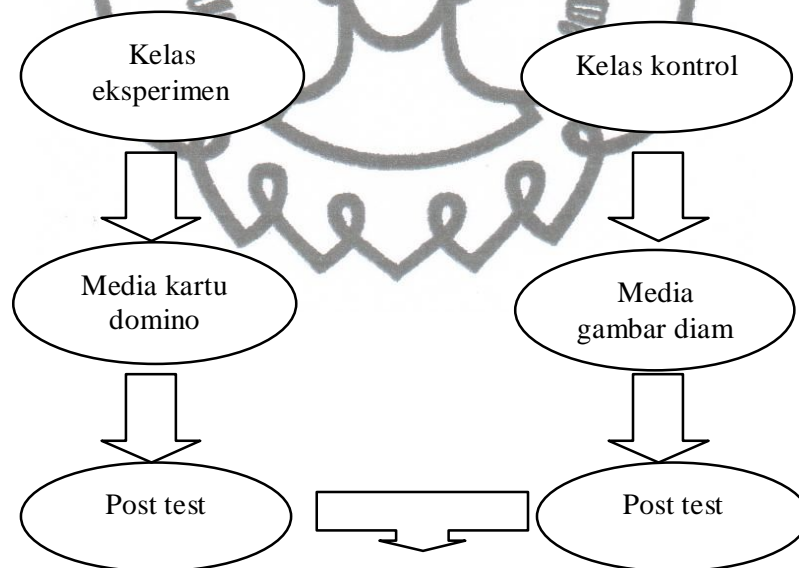 Kelas
eksperimen
Kelas kontrol
Media kartu
domino
Media
gambar diam
Post test
Post test